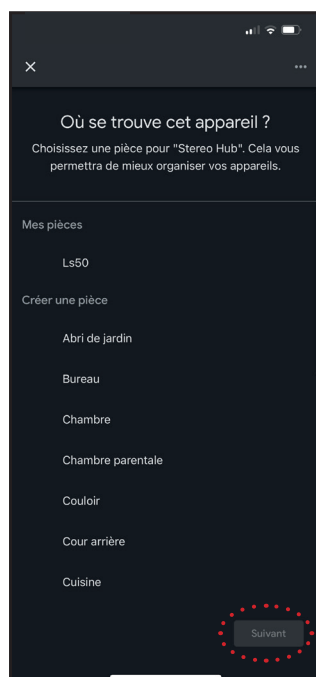 Où se trouve cet appareil ?
Choisissez une pièce pour "Stereo Hub". Cela vous
permettra de mieux organiser vos appareils.
Mes pièces
Ls50
Créer une pièce
Abri de jardin
Bureau
Chambre
Chambre parentale
Couloir
Cour arrière
Cuisine
Suivant